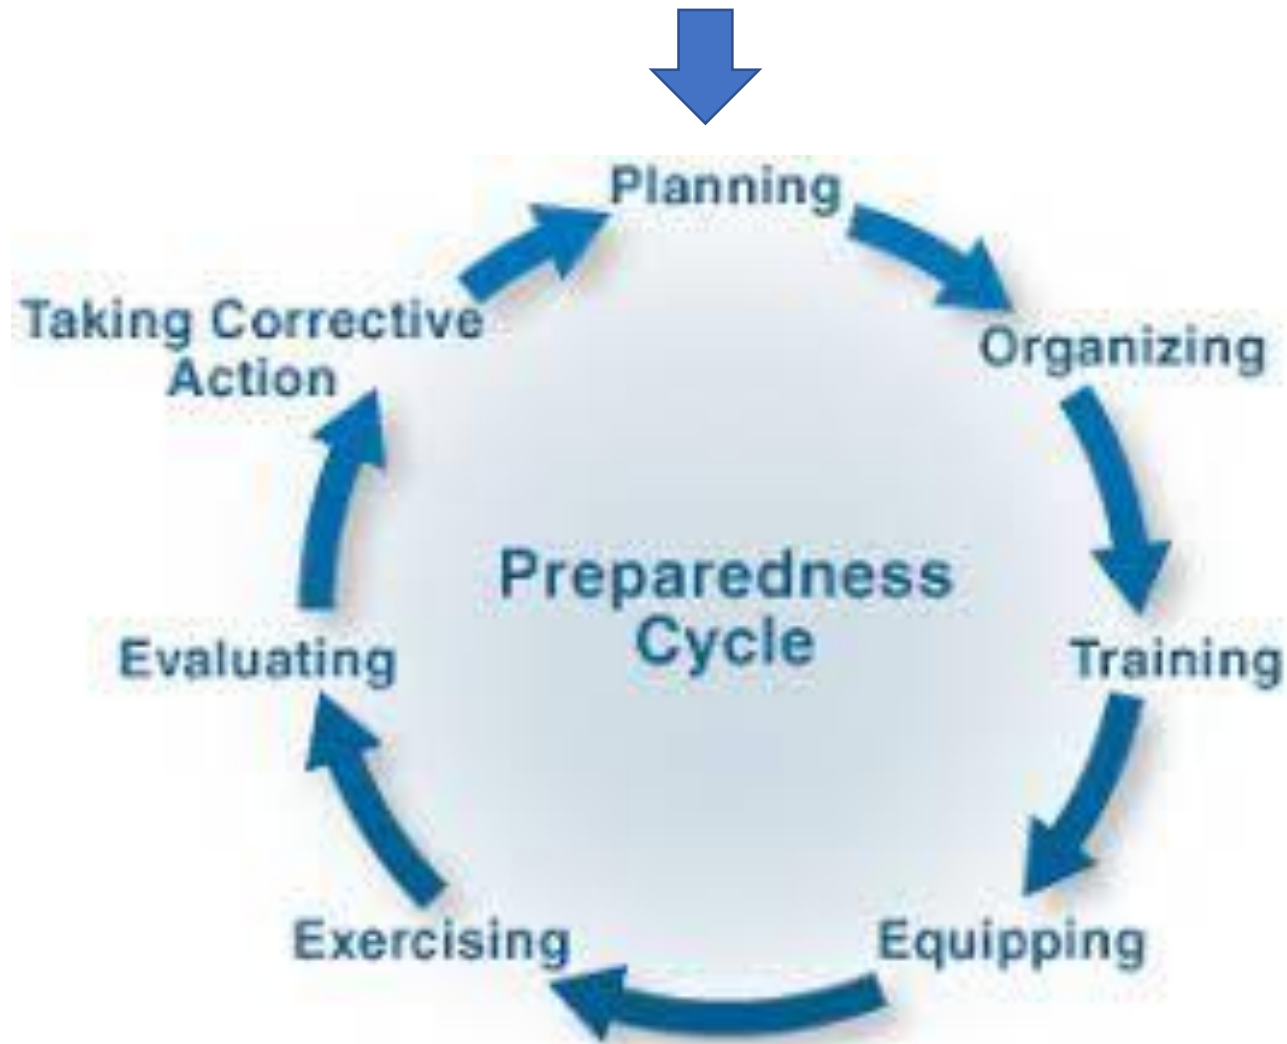 Planning
Organizing
Taking Corrective
Action
Preparedness
Cycle
Evaluating
Training
Exercising
Equipping